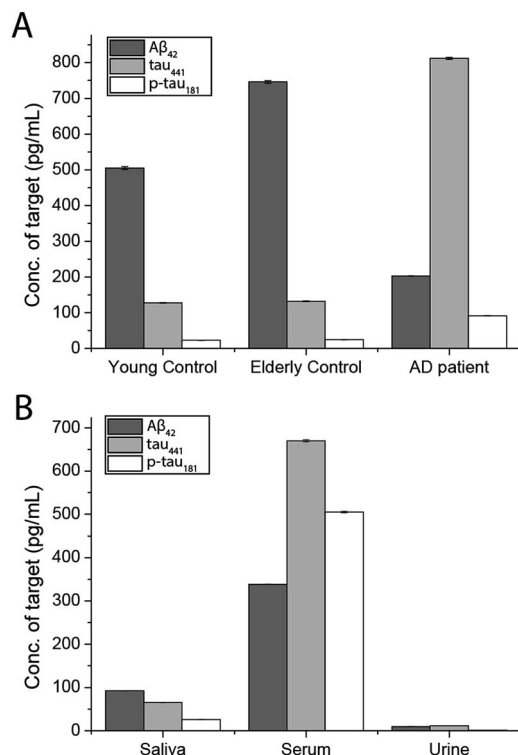 A
Aβ₄₂
tau₄₄₁
p-tau₁₈₁
Conc. of target (pg/mL)
800
700
600
500
400
300
200
100
0
Young Control Elderly Control AD patient
B
Aβ₄₂
tau₄₄₁
p-tau₁₈₁
Conc. of target (pg/mL)
700
600
500
400
300
200
100
0
Saliva Serum Urine